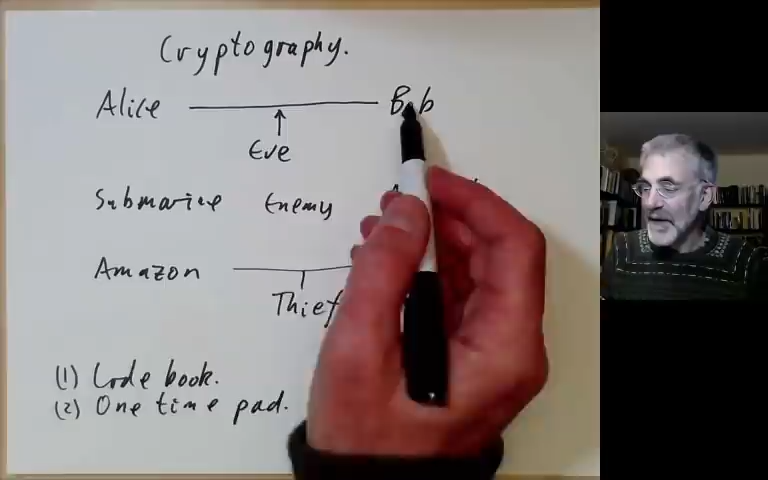 Cryptography.
Alice Bob
Eve
Submarine Enemy
Amazon
Thief
(1) Code book.
(2) One time pad.